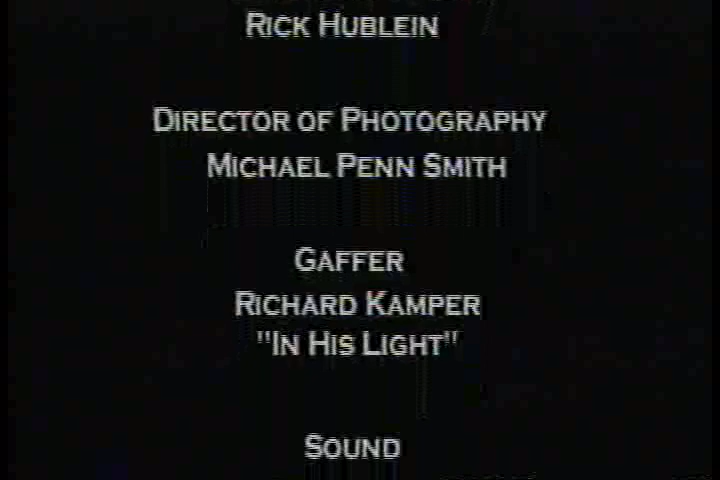 Rick Hublein
Director of Photography
Michael Penn Smith
Gaffer
Richard Kamper
"In His Light"
Sound